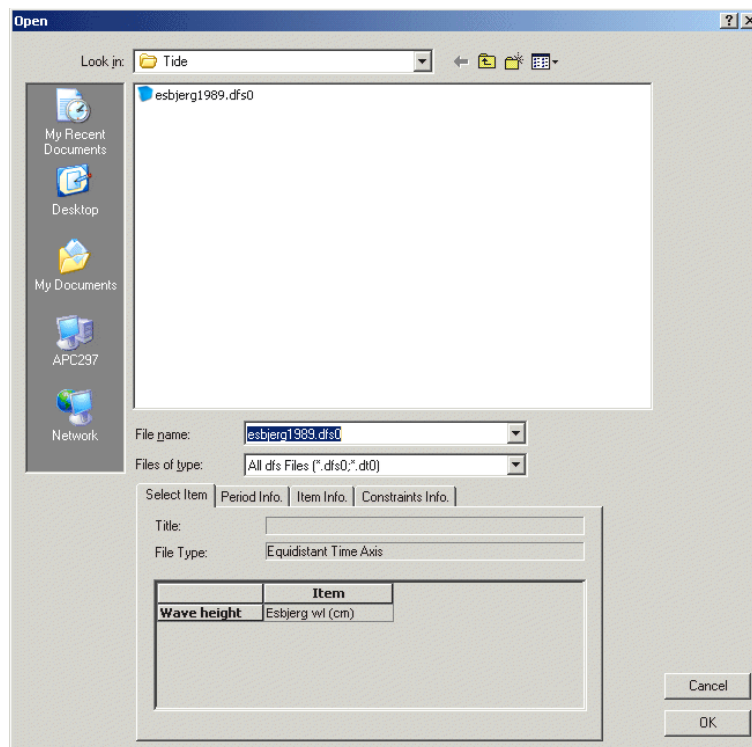 Open
Look in: Tide
esbjerg1989.dfs0
My Recent
Documents
Desktop
My Documents
APC297
Network
File name: esbjerg1989.dfs0
Files of type: All dfs Files (*.dfs0;*.dt0)
Select Item Period Info. Item Info. Constraints Info.
Title:
File Type: Equidistant Time Axis
Item
Wave height Esbjerg wl (cm)
Cancel
OK